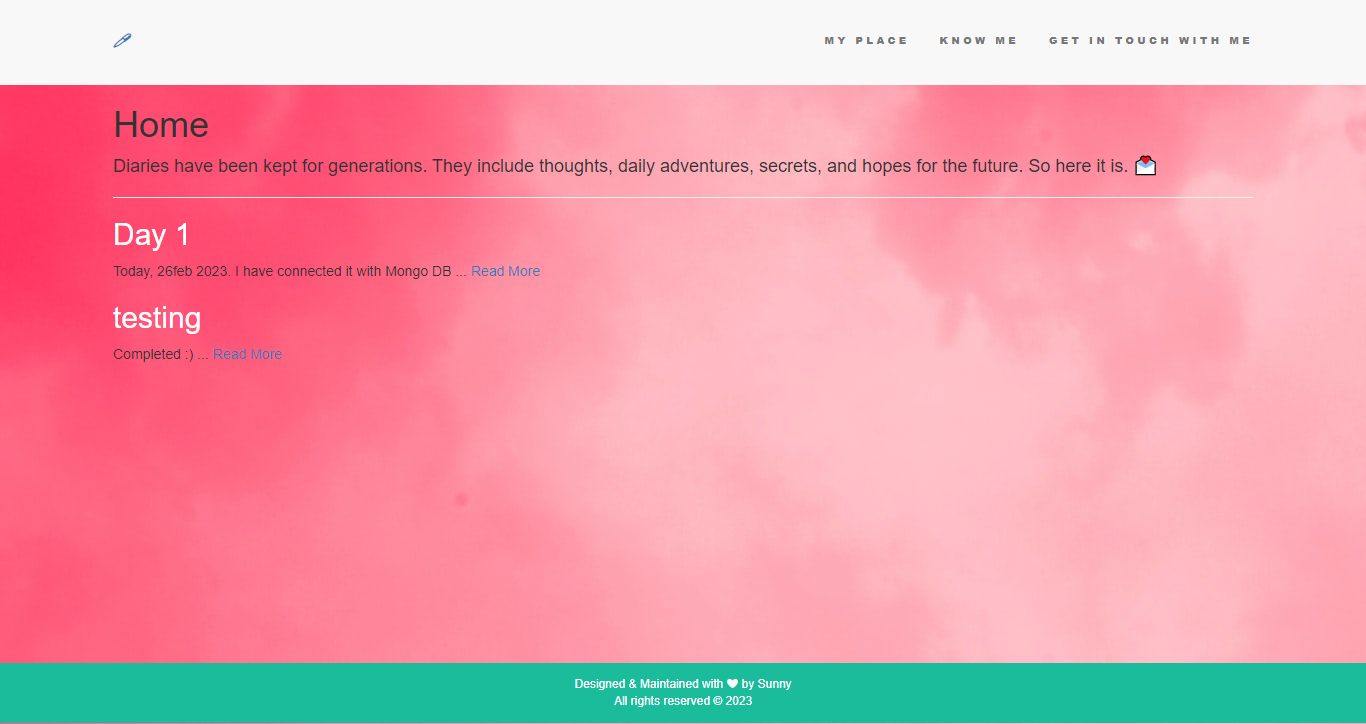 MY PLACE KNOW ME GET IN TOUCH WITH ME
Home
Diaries have been kept for generations. They include thoughts, daily adventures, secrets, and hopes for the future. So here it is. 💌
Day 1
Today, 26feb 2023. I have connected it with Mongo DB ... Read More
testing
Completed :) ... Read More
Designed & Maintained with ❤ by Sunny
All rights reserved © 2023